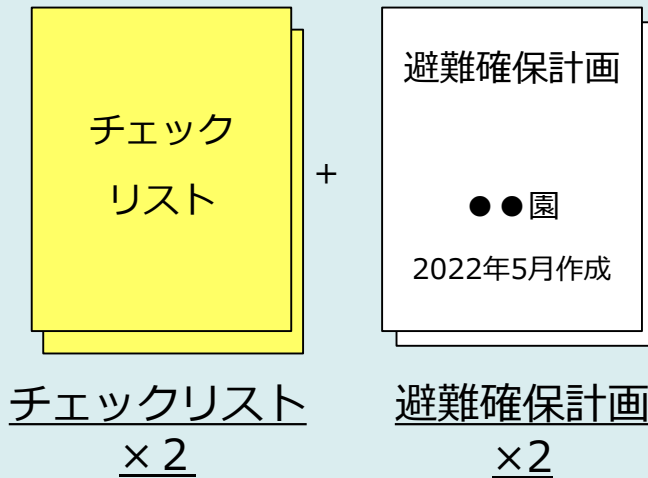 チェック
リスト
+
避難確保計画
●●園
2022年5月作成
チェックリスト
×2
避難確保計画
×2